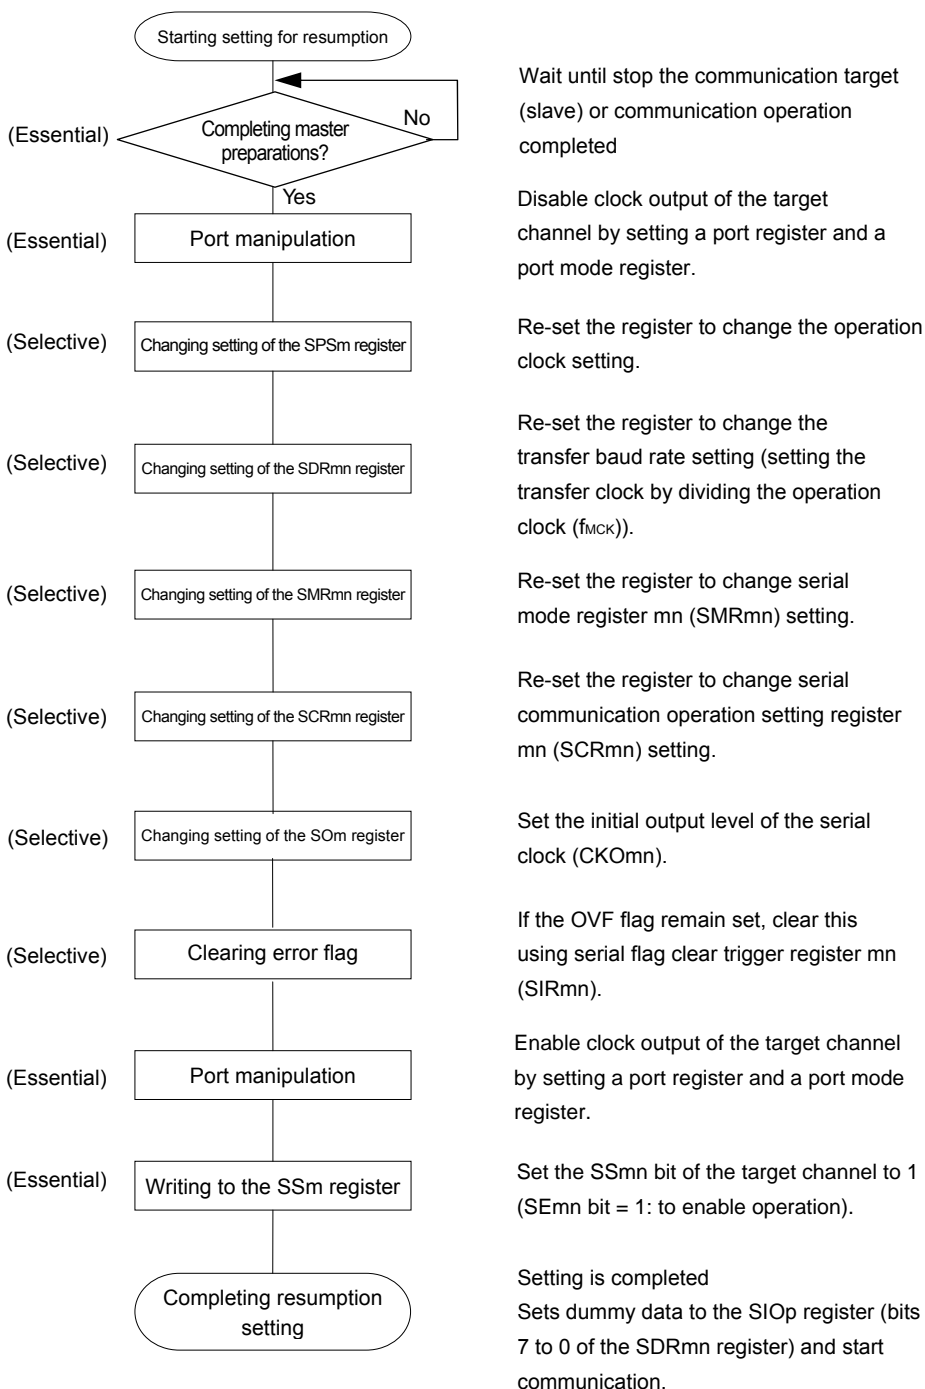 Starting setting for resumption
Wait until stop the communication target
(slave) or communication operation
completed
(Essential)
Completing master
preparations?
No
Yes
Disable clock output of the target
channel by setting a port register and a
port mode register.
(Essential)
Port manipulation
(Selective)
Changing setting of the SPSm register
Re-set the register to change the operation
clock setting.
(Selective)
Changing setting of the SDRmn register
Re-set the register to change the
transfer baud rate setting (setting the
transfer clock by dividing the operation
clock (fMCK)).
(Selective)
Changing setting of the SMRmn register
Re-set the register to change serial
mode register mn (SMRmn) setting.
(Selective)
Changing setting of the SCRmn register
Re-set the register to change serial
communication operation setting register
mn (SCRmn) setting.
(Selective)
Changing setting of the SOm register
Set the initial output level of the serial
clock (CKOmn).
(Selective)
Clearing error flag
If the OVF flag remain set, clear this
using serial flag clear trigger register mn
(SIRmn).
(Essential)
Port manipulation
Enable clock output of the target channel
by setting a port register and a port mode
register.
(Essential)
Writing to the SSm register
Set the SSmn bit of the target channel to 1
(SEmn bit = 1: to enable operation).
Completing resumption
setting
Setting is completed
Sets dummy data to the SIOp register (bits
7 to 0 of the SDRmn register) and start
communication.